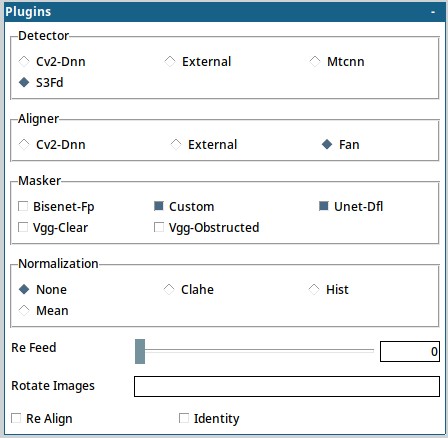 Plugins -
Detector
Cv2-Dnn External Mtcnn
S3Fd
Aligner
Cv2-Dnn External Fan
Masker
Bisenet-Fp Custom Unet-Dfl
Vgg-Clear Vgg-Obstructed
Normalization
None Clahe Hist
Mean
Re Feed 0
Rotate Images
Re Align Identity